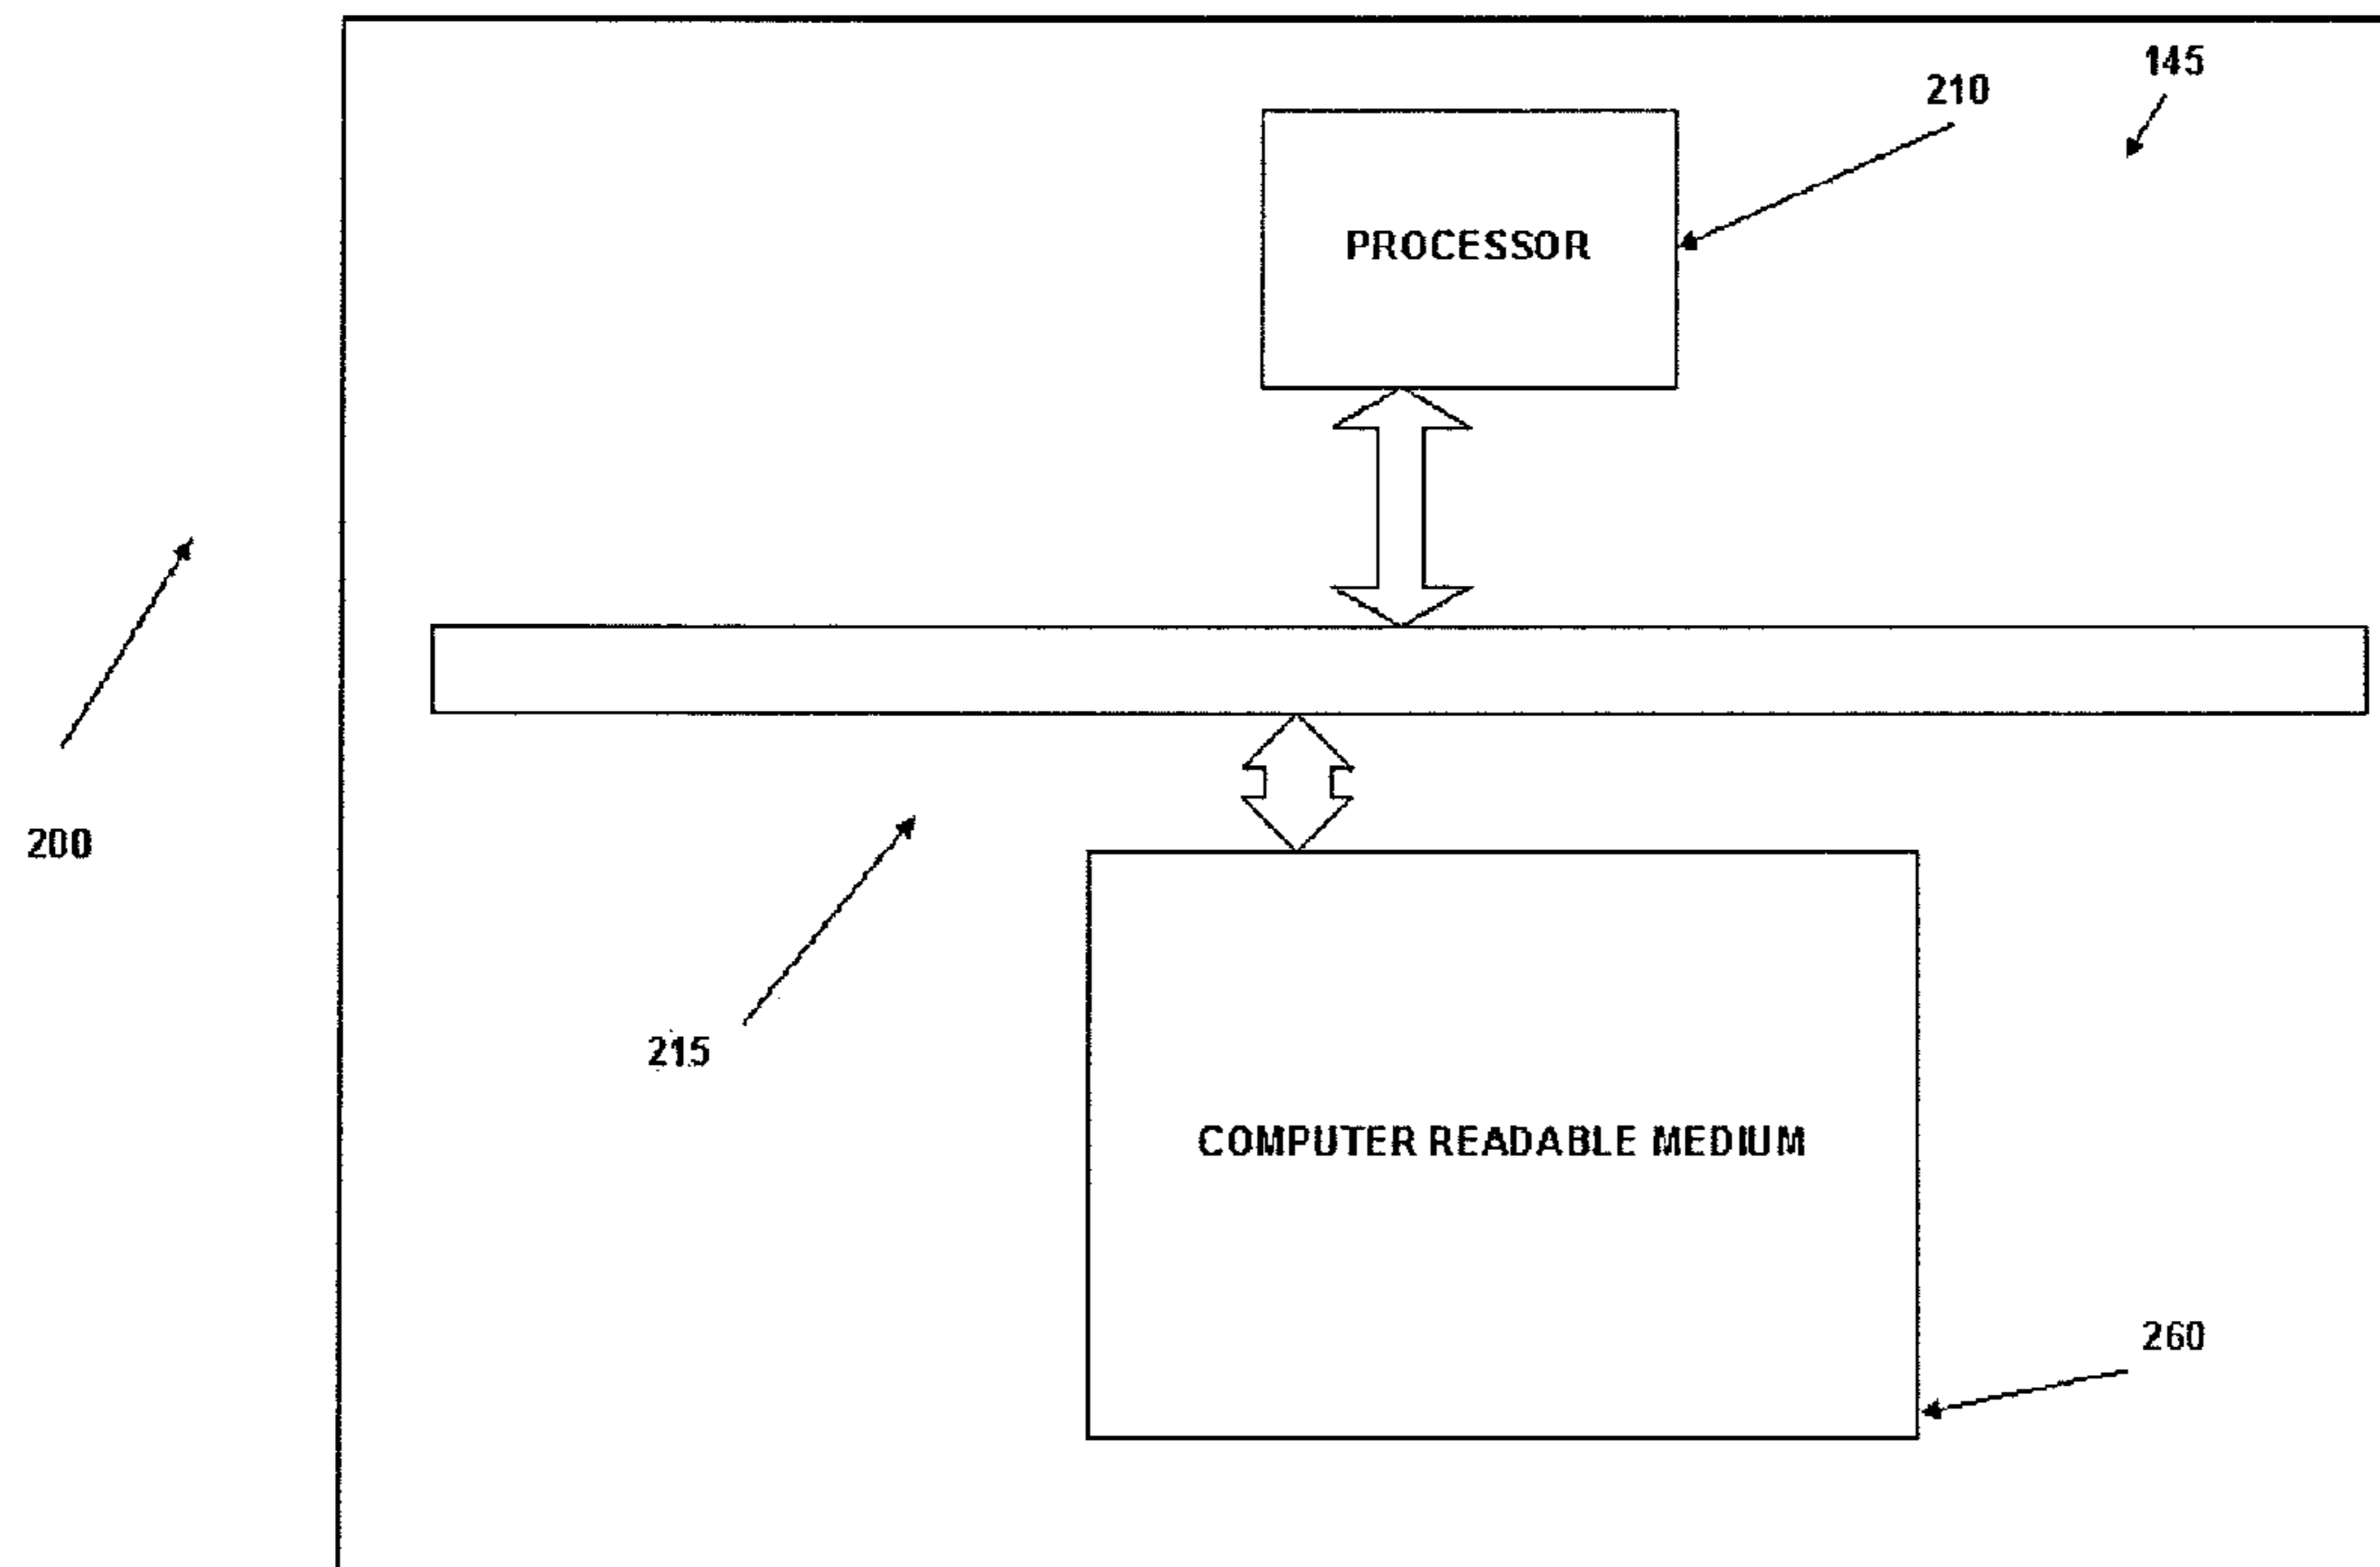 145
210
PROCESSOR
200
215
COMPUTER READABLE MEDIUM
260